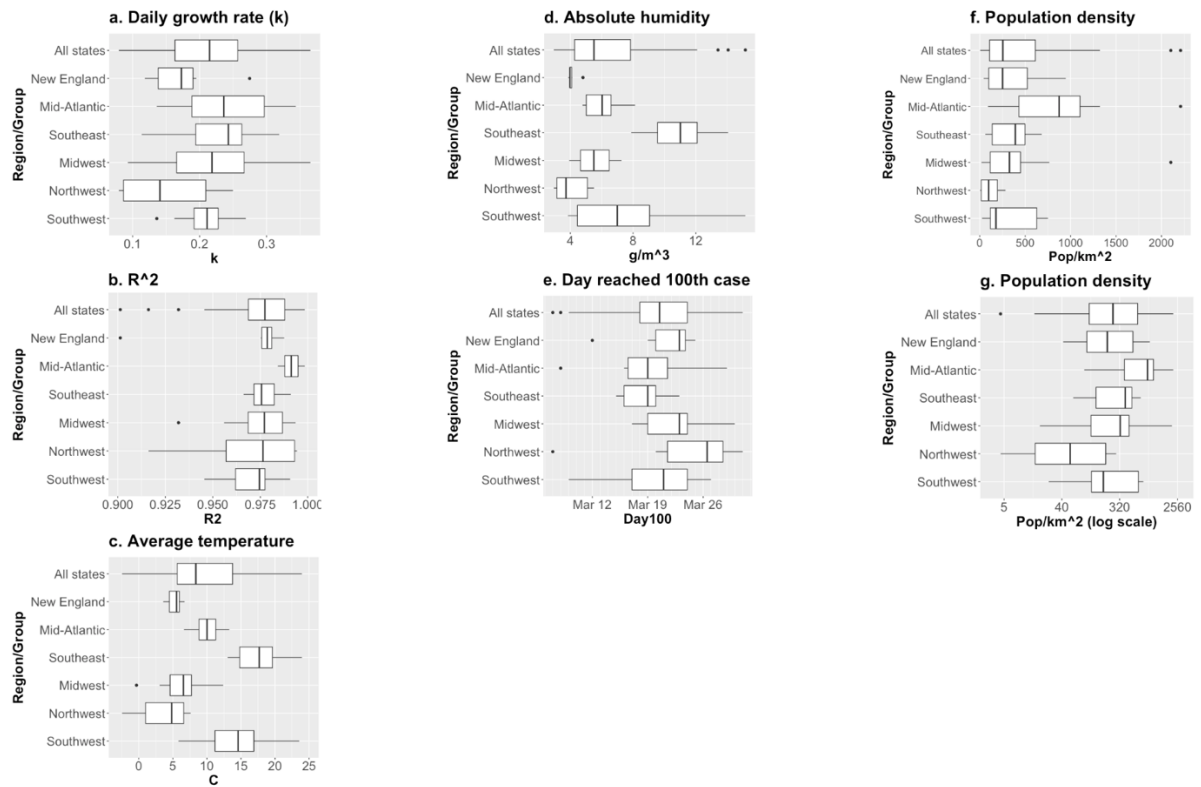 a. Daily growth rate (k)
Region/Group
All states
New England
Mid-Atlantic
Southeast
Midwest
Northwest
Southwest
0.1 0.2 0.3
k
b. R^2
Region/Group
All states
New England
Mid-Atlantic
Southeast
Midwest
Northwest
Southwest
0.900 0.925 0.950 0.975 1.000
R2
c. Average temperature
Region/Group
All states
New England
Mid-Atlantic
Southeast
Midwest
Northwest
Southwest
0 5 10 15 20 25
C
d. Absolute humidity
Region/Group
All states
New England
Mid-Atlantic
Southeast
Midwest
Northwest
Southwest
4 8 12
g/m^3
e. Day reached 100th case
Region/Group
All states
New England
Mid-Atlantic
Southeast
Midwest
Northwest
Southwest
Mar 12 Mar 19 Mar 26
Day100
f. Population density
Region/Group
All states
New England
Mid-Atlantic
Southeast
Midwest
Northwest
Southwest
0 500 1000 1500 2000
Pop/km^2
g. Population density
Region/Group
All states
New England
Mid-Atlantic
Southeast
Midwest
Northwest
Southwest
5 40 320 2560
Pop/km^2 (log scale)